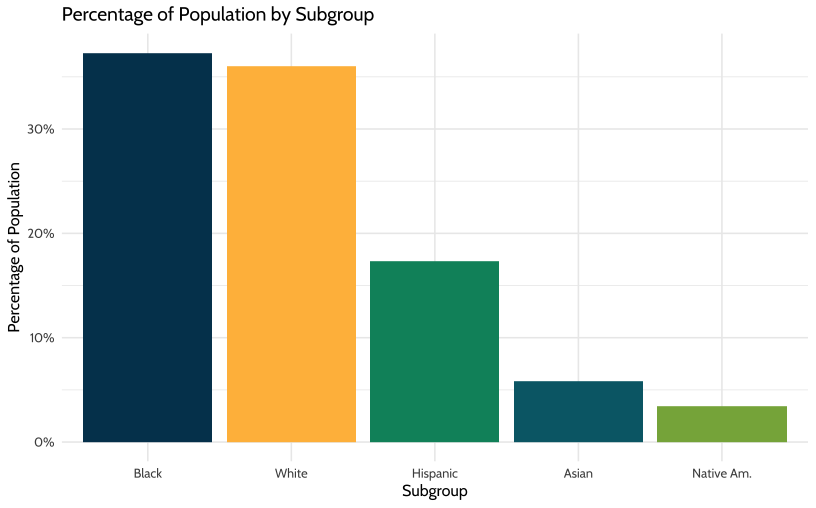 Percentage of Population by Subgroup
Percentage of Population
30%
20%
10%
0%
Black White Hispanic Asian Native Am.
Subgroup